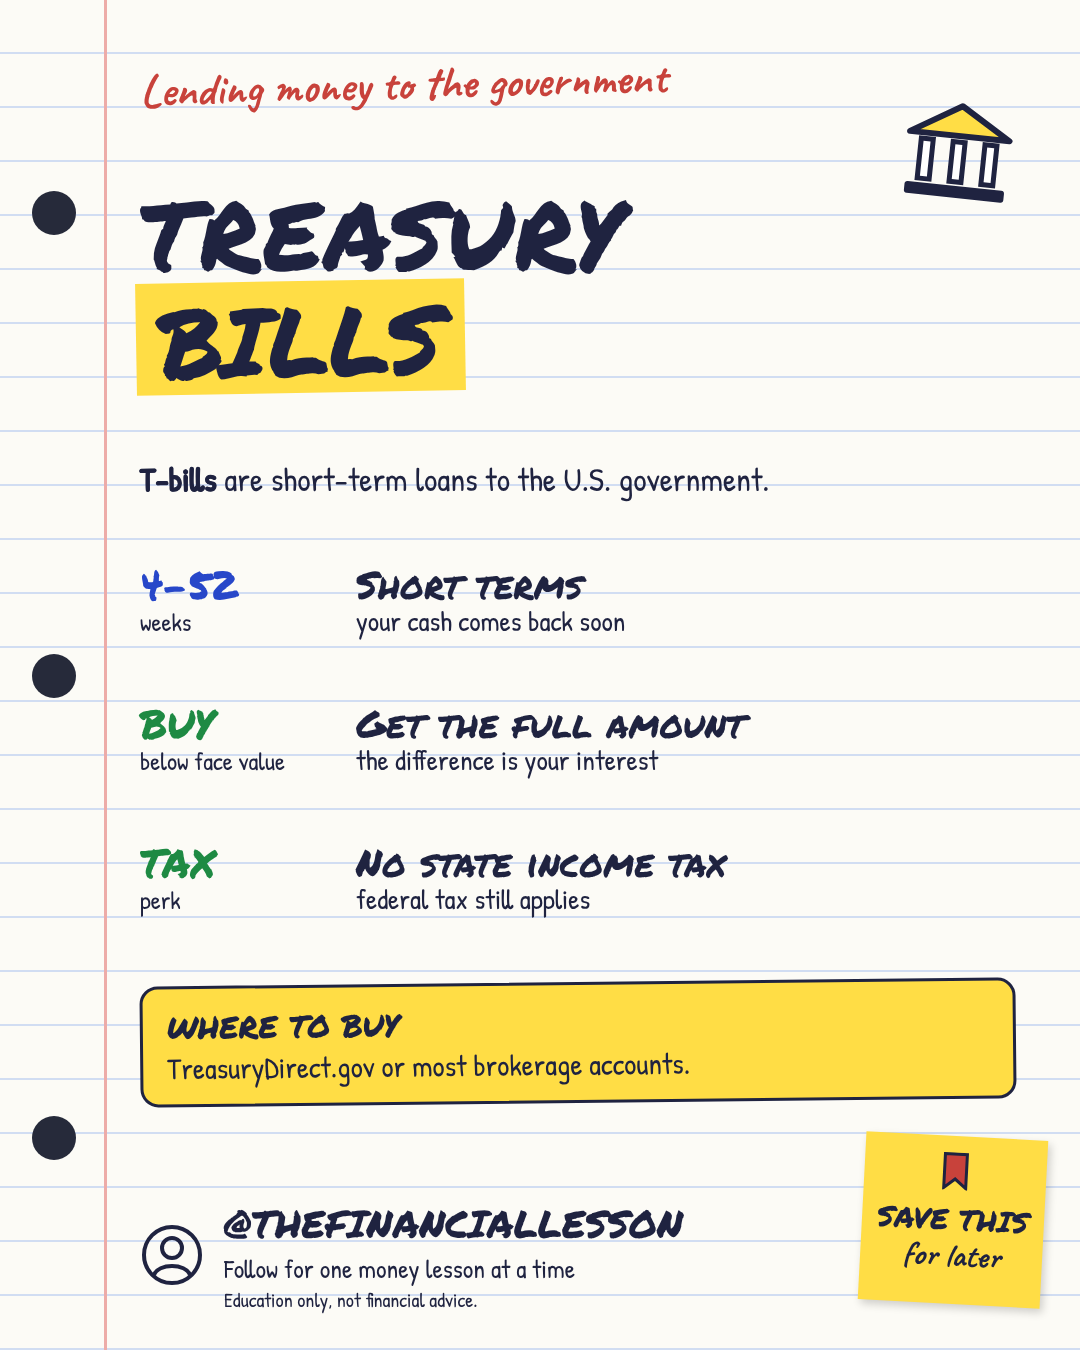 Lending money to the government
TREASURY
BILLS
T-bills are short-term loans to the U.S. government.
4-52
weeks
SHORT TERMS
your cash comes back soon
BUY
below face value
GET THE FULL AMOUNT
the difference is your interest
TAX
perk
NO STATE INCOME TAX
federal tax still applies
WHERE TO BUY
TreasuryDirect.gov or most brokerage accounts.
@THEFINANCIALLESSON
Follow for one money lesson at a time
Education only, not financial advice.
SAVE THIS
for later